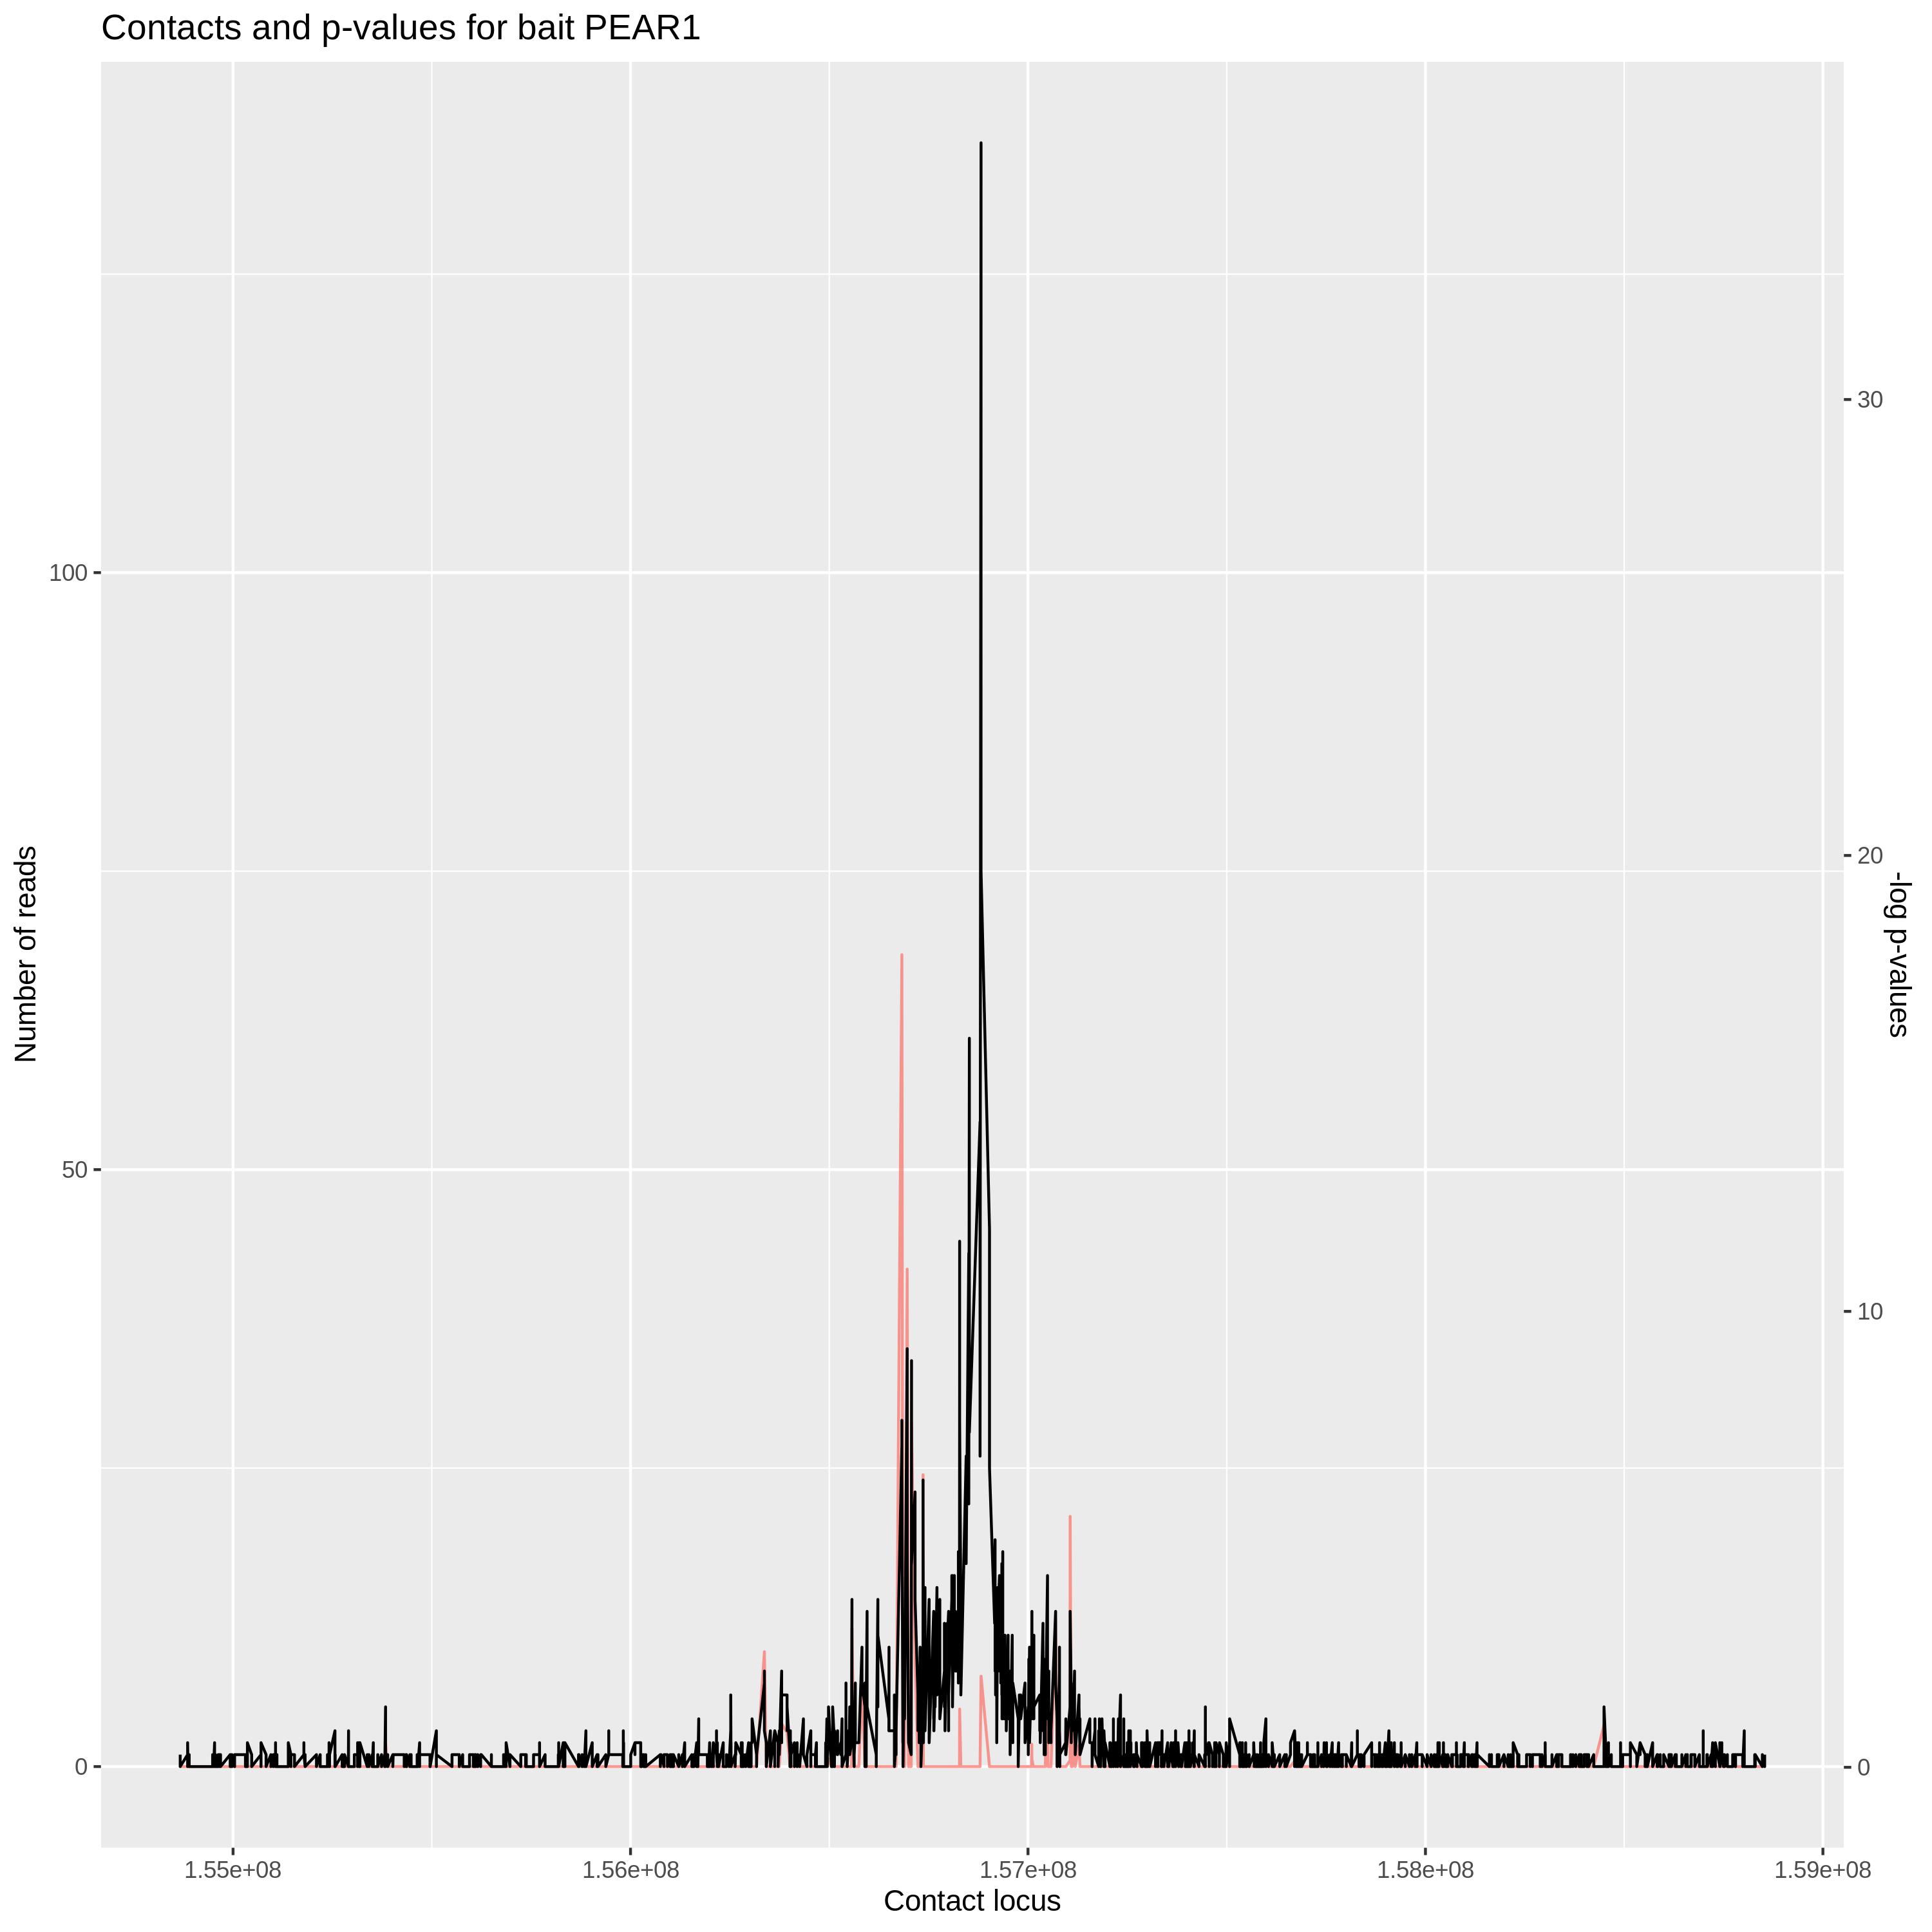 Contacts and p-values for bait PEAR1
Number of reads
100
50
0
30
20
10
0
-log p-values
1.55e+08
1.56e+08
1.57e+08
1.58e+08
1.59e+08
Contact locus